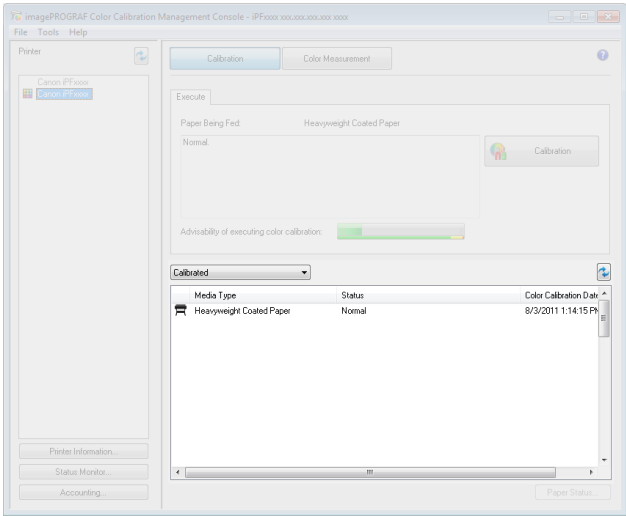 imagePROGRAF Color Calibration Management Console - iPFxxxx xxx.xxx.xxx.xxx xxxx
File Tools Help
Printer
Canon iPFxxxx
Canon iPFxxxx
Calibration
Color Measurement
Execute
Paper Being Fed
Heavyweight Coated Paper
Normal.
Calibration
Advisability of executing color calibration:
Calibrated
Media Type
Status
Color Calibration Date
Heavyweight Coated Paper
Normal
8/3/2011 1:14:15 PM
Printer Information...
Status Monitor...
Accounting...
Paper Status...